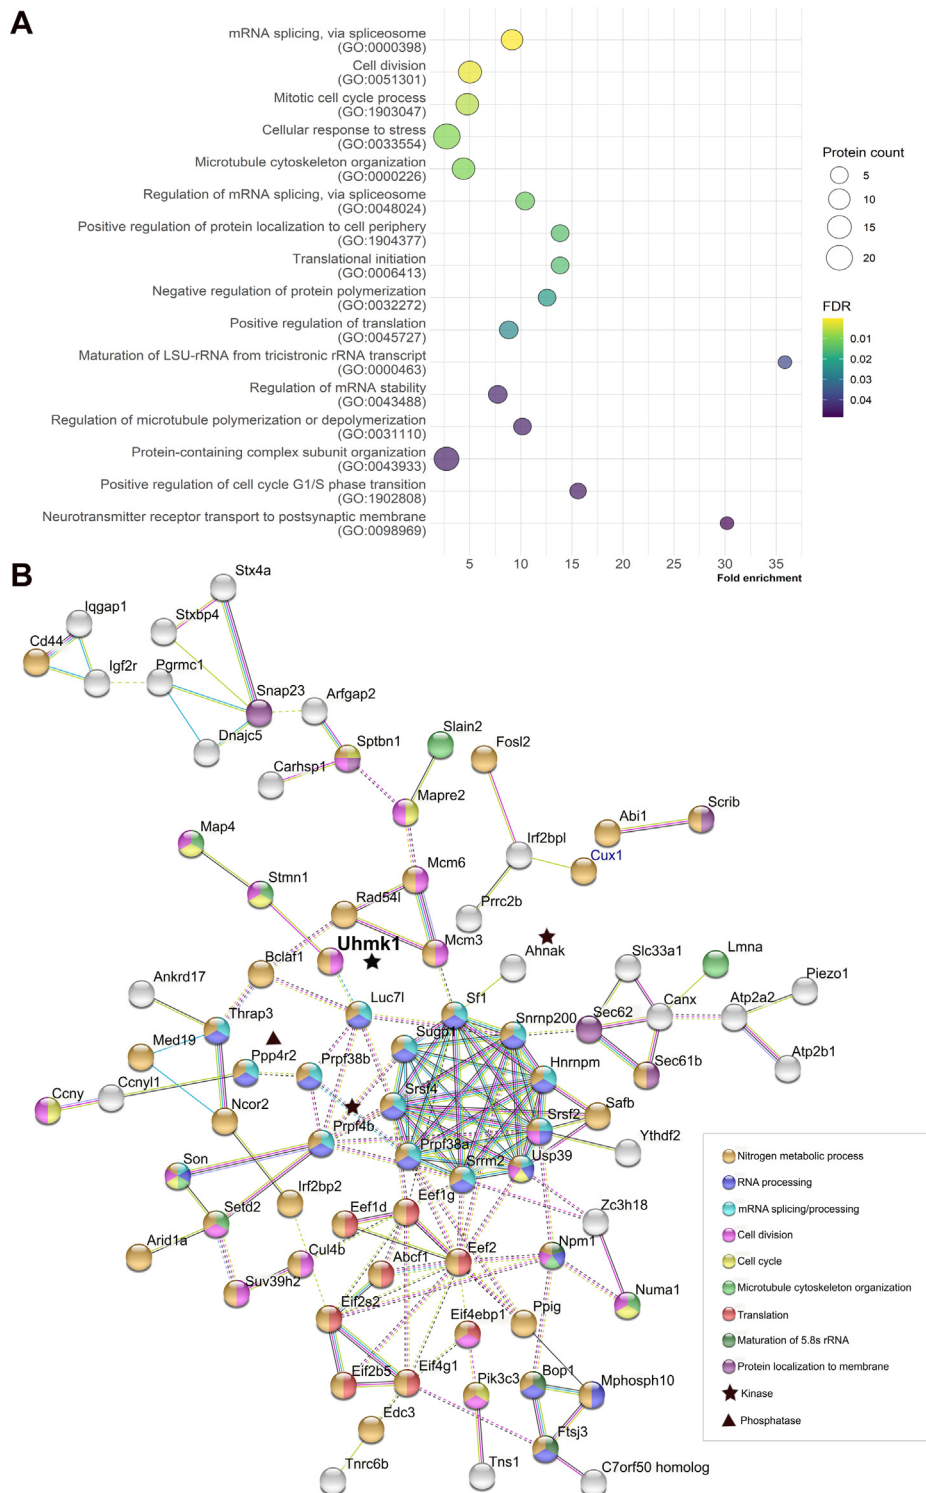 A
mRNA splicing, via spliceosome
(GO:0000398)
Cell division
(GO:0051301)
Mitotic cell cycle process
(GO:1903047)
Cellular response to stress
(GO:0033554)
Microtubule cytoskeleton organization
(GO:0000226)
Regulation of mRNA splicing, via spliceosome
(GO:0048024)
Positive regulation of protein localization to cell periphery
(GO:1904377)
Translational initiation
(GO:0006413)
Negative regulation of protein polymerization
(GO:0032272)
Positive regulation of translation
(GO:0045727)
Maturation of LSU-rRNA from tricistronic rRNA transcript
(GO:0000463)
Regulation of mRNA stability
(GO:0043488)
Regulation of microtubule polymerization or depolymerization
(GO:0031110)
Protein-containing complex subunit organization
(GO:0043933)
Positive regulation of cell cycle G1/S phase transition
(GO:1902808)
Neurotransmitter receptor transport to postsynaptic membrane
(GO:0098969)
5 10 15 20 25 30 35
Fold enrichment
Protein count
5
10
15
20
FDR
0.01
0.02
0.03
0.04
B
Stx4a
Iqgap1
Stxbp4
Cd44
Igf2r
Pgrmc1
Snap23
Arfgap2
Dnajc5
Sptbn1
Slain2
Fosl2
Carhsp1
Mapre2
Abi1
Scrib
Map4
Irf2bpl
Cux1
Mcm6
Stmn1
Rad54l
Prrc2b
Uhmk1
Mcm3
Ahnak
Bclaf1
Slc33a1
Lmna
Ankrd17
Luc7l
Sf1
Canx
Piezo1
Thrap3
Snrnp200
Sec62
Atp2a2
Sugp1
Med19
Ppp4r2
Prpf38b
Hnrnpm
Sec61b
Atp2b1
Ccny
Ccnyl1
Srsf4
Ncor2
Srsf2
Safb
Prpf4b
Prpf38a
Ythdf2
Son
Srrm2
Usp39
Irf2bp2
Eef1g
Setd2
Eef1d
Zc3h18
Arid1a
Cul4b
Abcf1
Eef2
Npm1
Suv39h2
Numa1
Eif2s2
Eif4ebp1
Ppig
Eif2b5
Eif4g1
Pik3c3
Bop1
Mphosph10
Edc3
Ftsj3
Tnrc6b
Tns1
C7orf50 homolog
Nitrogen metabolic process
RNA processing
mRNA splicing/processing
Cell division
Cell cycle
Microtubule cytoskeleton organization
Translation
Maturation of 5.8s rRNA
Protein localization to membrane
Kinase
Phosphatase